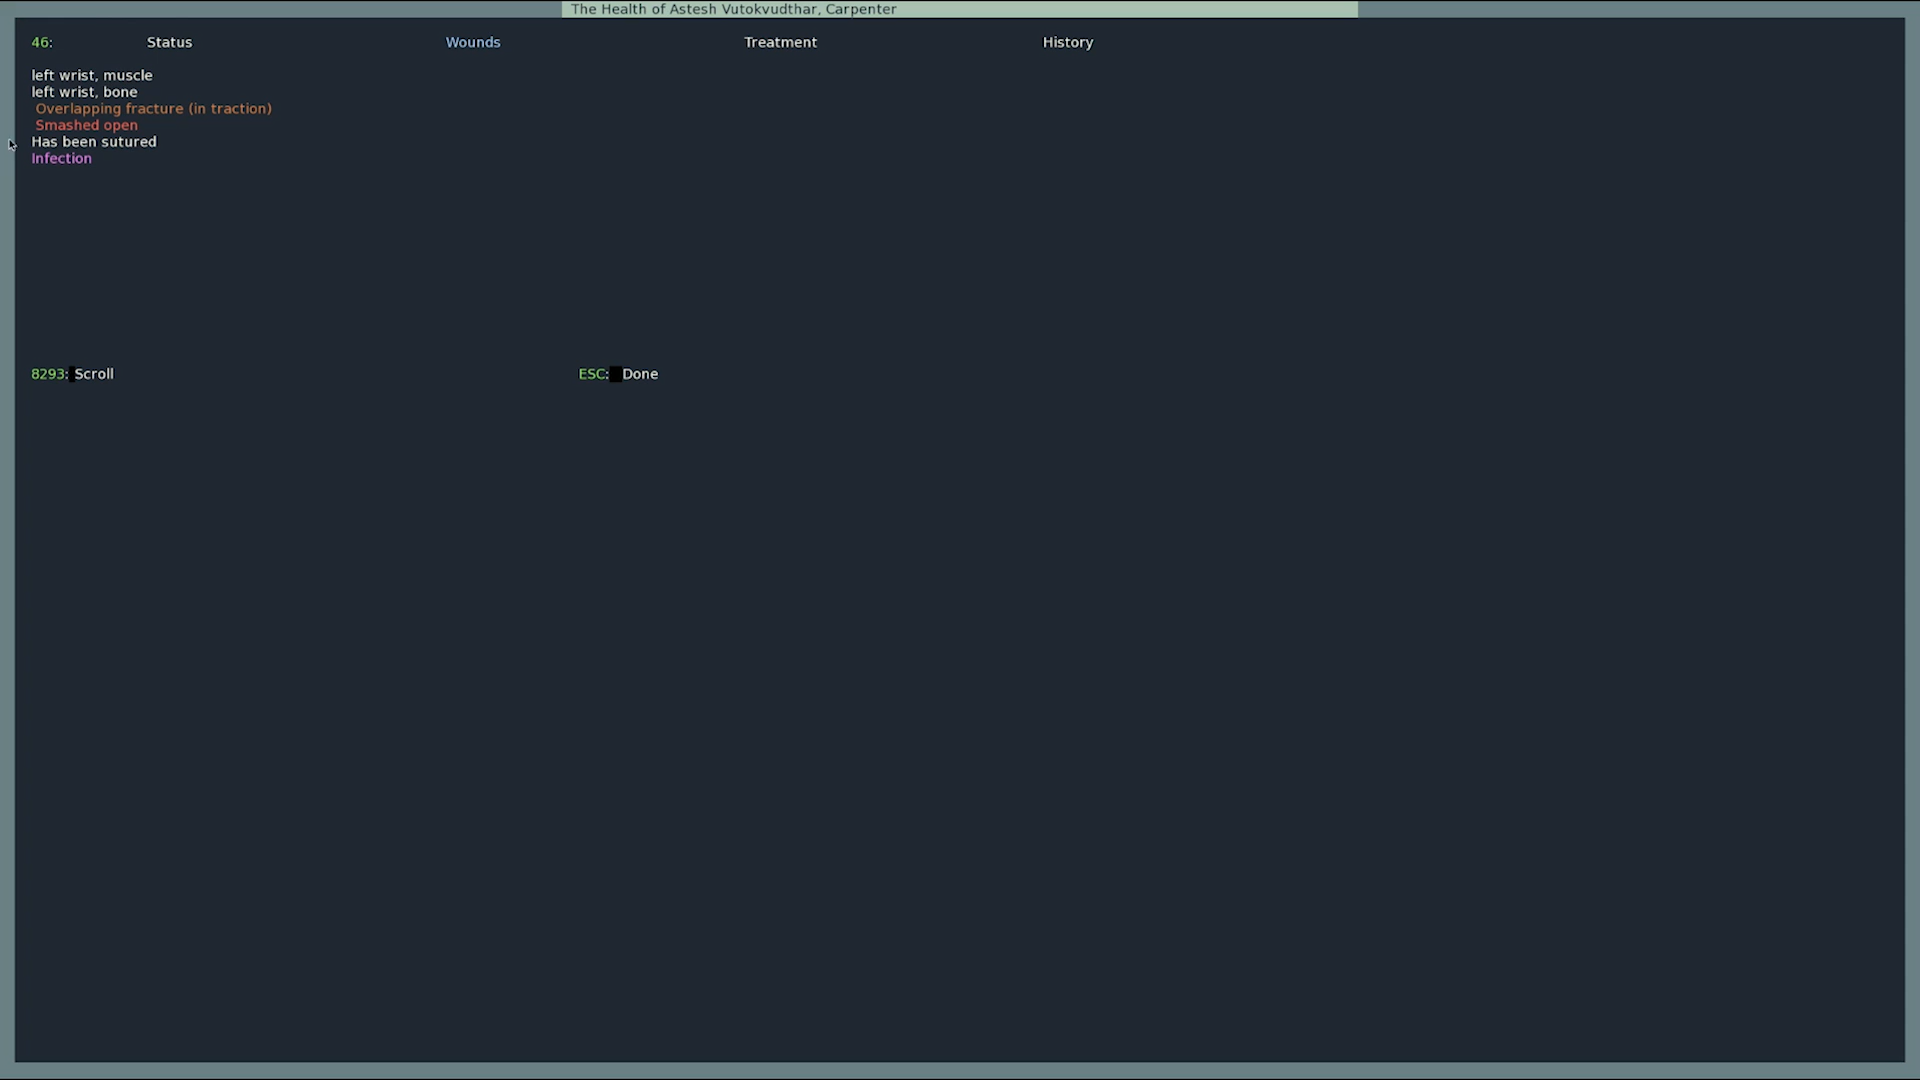 The Health of Astesh Vutokvudthar, Carpenter
46: Status Wounds Treatment History
left wrist, muscle
left wrist, bone
Overlapping fracture (in traction)
Smashed open
Has been sutured
Infection
8293: Scroll ESC: Done